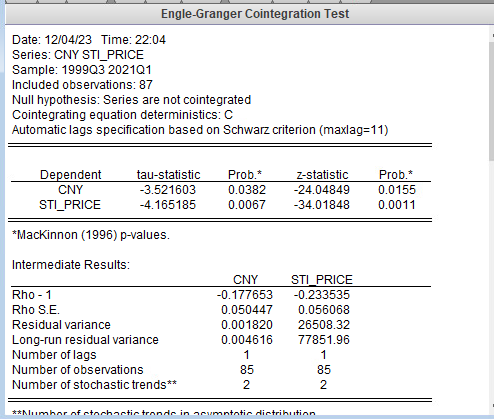 Engle-Granger Cointegration Test
Date: 12/04/23 Time: 22:04
Series: CNY STI_PRICE
Sample: 1999Q3 2021Q1
Included observations: 87
Null hypothesis: Series are not cointegrated
Cointegrating equation deterministics: C
Automatic lags specification based on Schwarz criterion (maxlag=11)
Dependent tau-statistic Prob.* z-statistic Prob.*
CNY -3.521603 0.0382 -24.04849 0.0155
STI_PRICE -4.165185 0.0067 -34.01848 0.0011
*MacKinnon (1996) p-values.
Intermediate Results:
CNY STI_PRICE
Rho - 1 -0.177653 -0.233535
Rho S.E. 0.050447 0.056068
Residual variance 0.001820 26508.32
Long-run residual variance 0.004616 77851.96
Number of lags 1 1
Number of observations 85 85
Number of stochastic trends** 2 2
**Number of stochastic trends in asymptotic distribution